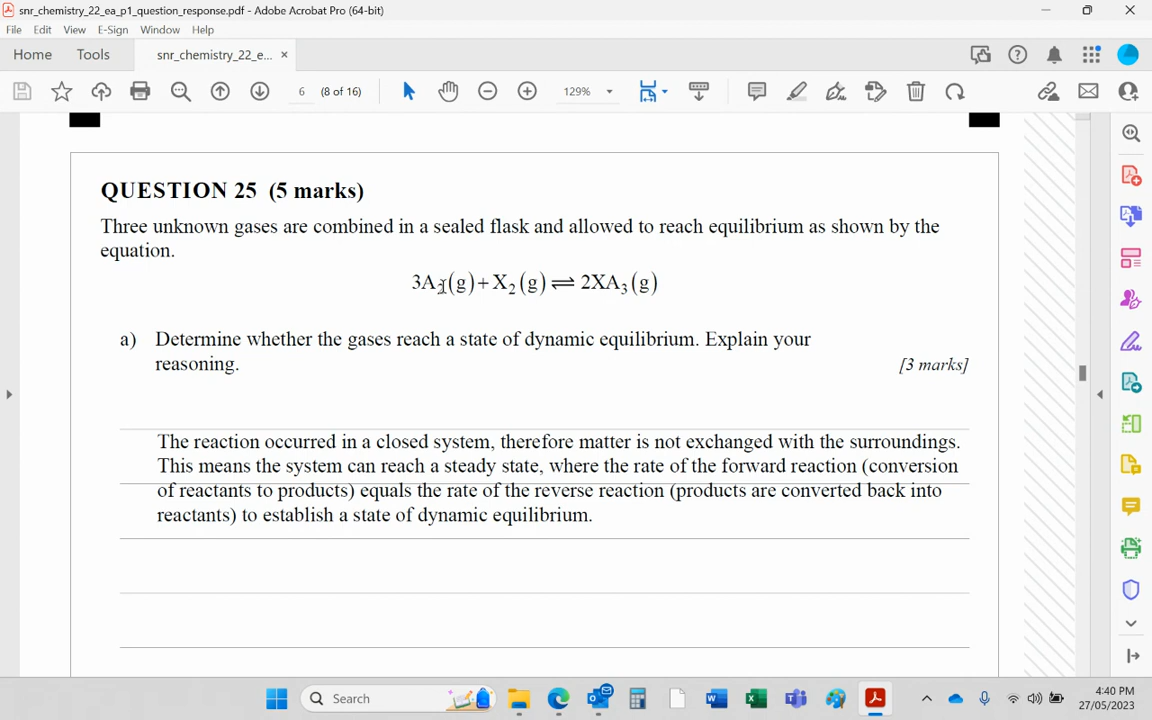 snr_chemistry_22_ea_p1_question_response.pdf - Adobe Acrobat Pro (64-bit)
File Edit View E-Sign Window Help
Home Tools snr_chemistry_22_e... ×
6 (8 of 16) 129%
QUESTION 25 (5 marks)
Three unknown gases are combined in a sealed flask and allowed to reach equilibrium as shown by the
equation.
3A₂(g) + X₂(g) ⇌ 2XA₃(g)
a) Determine whether the gases reach a state of dynamic equilibrium. Explain your
reasoning. [3 marks]
The reaction occurred in a closed system, therefore matter is not exchanged with the surroundings.
This means the system can reach a steady state, where the rate of the forward reaction (conversion
of reactants to products) equals the rate of the reverse reaction (products are converted back into
reactants) to establish a state of dynamic equilibrium.
Search
4:40 PM
27/05/2023